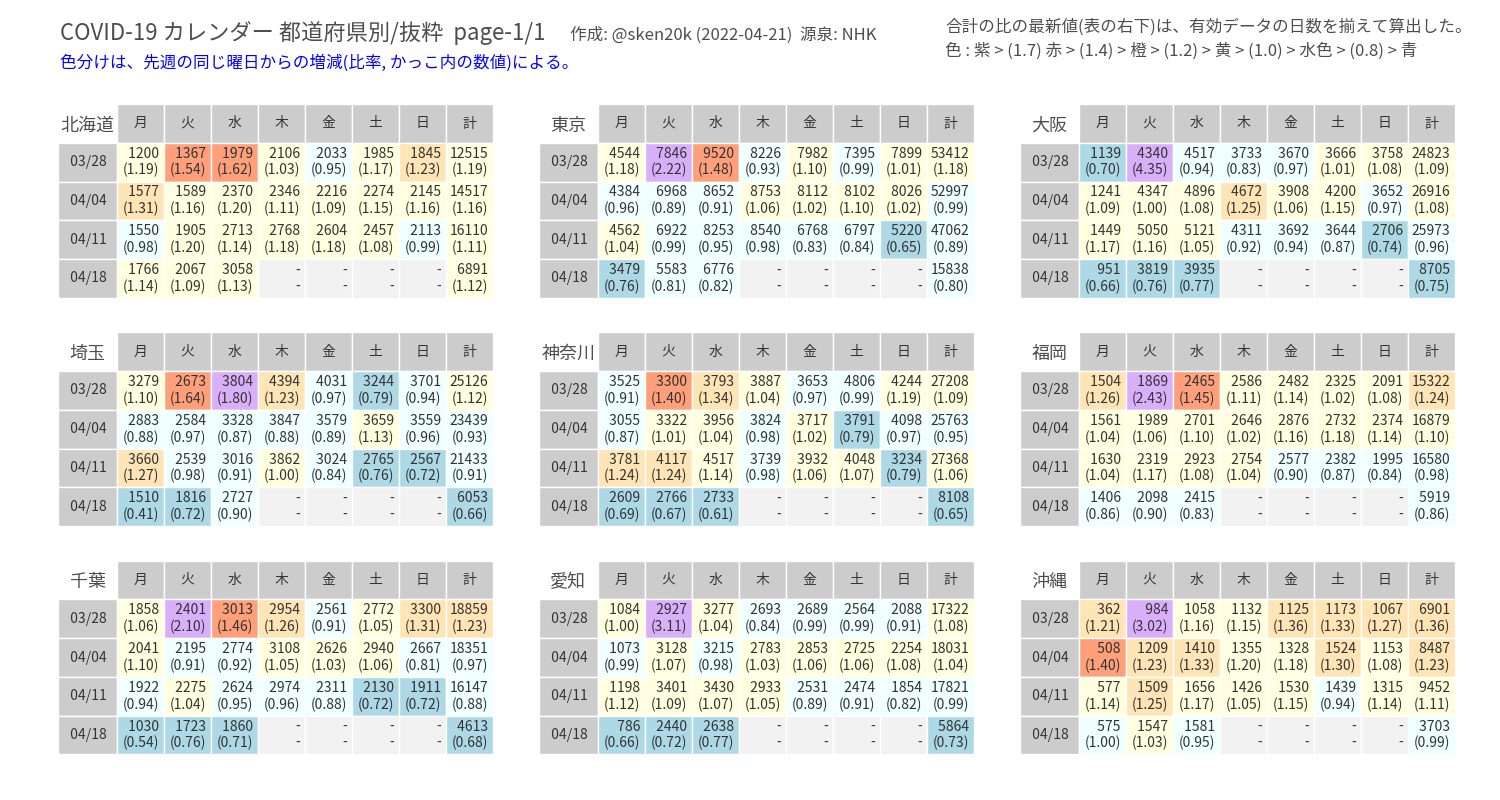 COVID-19 カレンダー 都道府県別/抜粋 page-1/1 作成: @sken20k (2022-04-21) 源泉: NHK
合計の比の最新値(表の右下)は、有効データの日数を揃えて算出した。
色分けは、先週の同じ曜日からの増減(比率, かっこ内の数値)による。
色 : 紫 > (1.7) 赤 > (1.4) > 橙 > (1.2) > 黄 > (1.0) > 水色 > (0.8) > 青
北海道 月 火 水 木 金 土 日 計
03/28 1200 1367 1979 2106 2033 1985 1845 12515
(1.19) (1.54) (1.62) (1.03) (0.95) (1.17) (1.23) (1.19)
04/04 1577 1589 2370 2346 2216 2274 2145 14517
(1.31) (1.16) (1.20) (1.11) (1.09) (1.15) (1.16) (1.16)
04/11 1550 1905 2713 2768 2604 2457 2113 16110
(0.98) (1.20) (1.14) (1.18) (1.18) (1.08) (0.99) (1.11)
04/18 1766 2067 3058 - - - - 6891
(1.14) (1.09) (1.13) - - - - (1.12)
東京 月 火 水 木 金 土 日 計
03/28 4544 7846 9520 8226 7982 7395 7899 53412
(1.18) (2.22) (1.48) (0.93) (1.10) (0.99) (1.01) (1.18)
04/04 4384 6968 8652 8753 8112 8102 8026 52997
(0.96) (0.89) (0.91) (1.06) (1.02) (1.10) (1.02) (0.99)
04/11 4562 6922 8253 8540 6768 6797 5220 47062
(1.04) (0.99) (0.95) (0.98) (0.83) (0.84) (0.65) (0.89)
04/18 3479 5583 6776 - - - - 15838
(0.76) (0.81) (0.82) - - - - (0.80)
大阪 月 火 水 木 金 土 日 計
03/28 1139 4340 4517 3733 3670 3666 3758 24823
(0.70) (4.35) (0.94) (0.83) (0.97) (1.01) (1.08) (1.09)
04/04 1241 4347 4896 4672 3908 4200 3652 26916
(1.09) (1.00) (1.08) (1.25) (1.06) (1.15) (0.97) (1.08)
04/11 1449 5050 5121 4311 3692 3644 2706 25973
(1.17) (1.16) (1.05) (0.92) (0.94) (0.87) (0.74) (0.96)
04/18 951 3819 3935 - - - - 8705
(0.66) (0.76) (0.77) - - - - (0.75)
埼玉 月 火 水 木 金 土 日 計
03/28 3279 2673 3804 4394 4031 3244 3701 25126
(1.10) (1.64) (1.80) (1.23) (0.97) (0.79) (0.94) (1.12)
04/04 2883 2584 3328 3847 3579 3659 3559 23439
(0.88) (0.97) (0.87) (0.88) (0.89) (1.13) (0.96) (0.93)
04/11 3660 2539 3016 3862 3024 2765 2567 21433
(1.27) (0.98) (0.91) (1.00) (0.84) (0.76) (0.72) (0.91)
04/18 1510 1816 2727 - - - - 6053
(0.41) (0.72) (0.90) - - - - (0.66)
神奈川 月 火 水 木 金 土 日 計
03/28 3525 3300 3793 3887 3653 4806 4244 27208
(0.91) (1.40) (1.34) (1.04) (0.97) (0.99) (1.19) (1.09)
04/04 3055 3322 3956 3824 3717 3791 4098 25763
(0.87) (1.01) (1.04) (0.98) (1.02) (0.79) (0.97) (0.95)
04/11 3781 4117 4517 3739 3932 4048 3234 27368
(1.24) (1.24) (1.14) (0.98) (1.06) (1.07) (0.79) (1.06)
04/18 2609 2766 2733 - - - - 8108
(0.69) (0.67) (0.61) - - - - (0.65)
福岡 月 火 水 木 金 土 日 計
03/28 1504 1869 2465 2586 2482 2325 2091 15322
(1.26) (2.43) (1.45) (1.11) (1.14) (1.02) (1.08) (1.24)
04/04 1561 1989 2701 2646 2876 2732 2374 16879
(1.04) (1.06) (1.10) (1.02) (1.16) (1.18) (1.14) (1.10)
04/11 1630 2319 2923 2754 2577 2382 1995 16580
(1.04) (1.17) (1.08) (1.04) (0.90) (0.87) (0.84) (0.98)
04/18 1406 2098 2415 - - - - 5919
(0.86) (0.90) (0.83) - - - - (0.86)
千葉 月 火 水 木 金 土 日 計
03/28 1858 2401 3013 2954 2561 2772 3300 18859
(1.06) (2.10) (1.46) (1.26) (0.91) (1.05) (1.31) (1.23)
04/04 2041 2195 2774 3108 2626 2940 2667 18351
(1.10) (0.91) (0.92) (1.05) (1.03) (1.06) (0.81) (0.97)
04/11 1922 2275 2624 2974 2311 2130 1911 16147
(0.94) (1.04) (0.95) (0.96) (0.88) (0.72) (0.72) (0.88)
04/18 1030 1723 1860 - - - - 4613
(0.54) (0.76) (0.71) - - - - (0.68)
愛知 月 火 水 木 金 土 日 計
03/28 1084 2927 3277 2693 2689 2564 2088 17322
(1.00) (3.11) (1.04) (0.84) (0.99) (0.99) (0.91) (1.08)
04/04 1073 3128 3215 2783 2853 2725 2254 18031
(0.99) (1.07) (0.98) (1.03) (1.06) (1.06) (1.08) (1.04)
04/11 1198 3401 3430 2933 2531 2474 1854 17821
(1.12) (1.09) (1.07) (1.05) (0.89) (0.91) (0.82) (0.99)
04/18 786 2440 2638 - - - - 5864
(0.66) (0.72) (0.77) - - - - (0.73)
沖縄 月 火 水 木 金 土 日 計
03/28 362 984 1058 1132 1125 1173 1067 6901
(1.21) (3.02) (1.16) (1.15) (1.36) (1.33) (1.27) (1.36)
04/04 508 1209 1410 1355 1328 1524 1153 8487
(1.40) (1.23) (1.33) (1.20) (1.18) (1.30) (1.08) (1.23)
04/11 577 1509 1656 1426 1530 1439 1315 9452
(1.14) (1.25) (1.17) (1.05) (1.15) (0.94) (1.14) (1.11)
04/18 575 1547 1581 - - - - 3703
(1.00) (1.03) (0.95) - - - - (0.99)